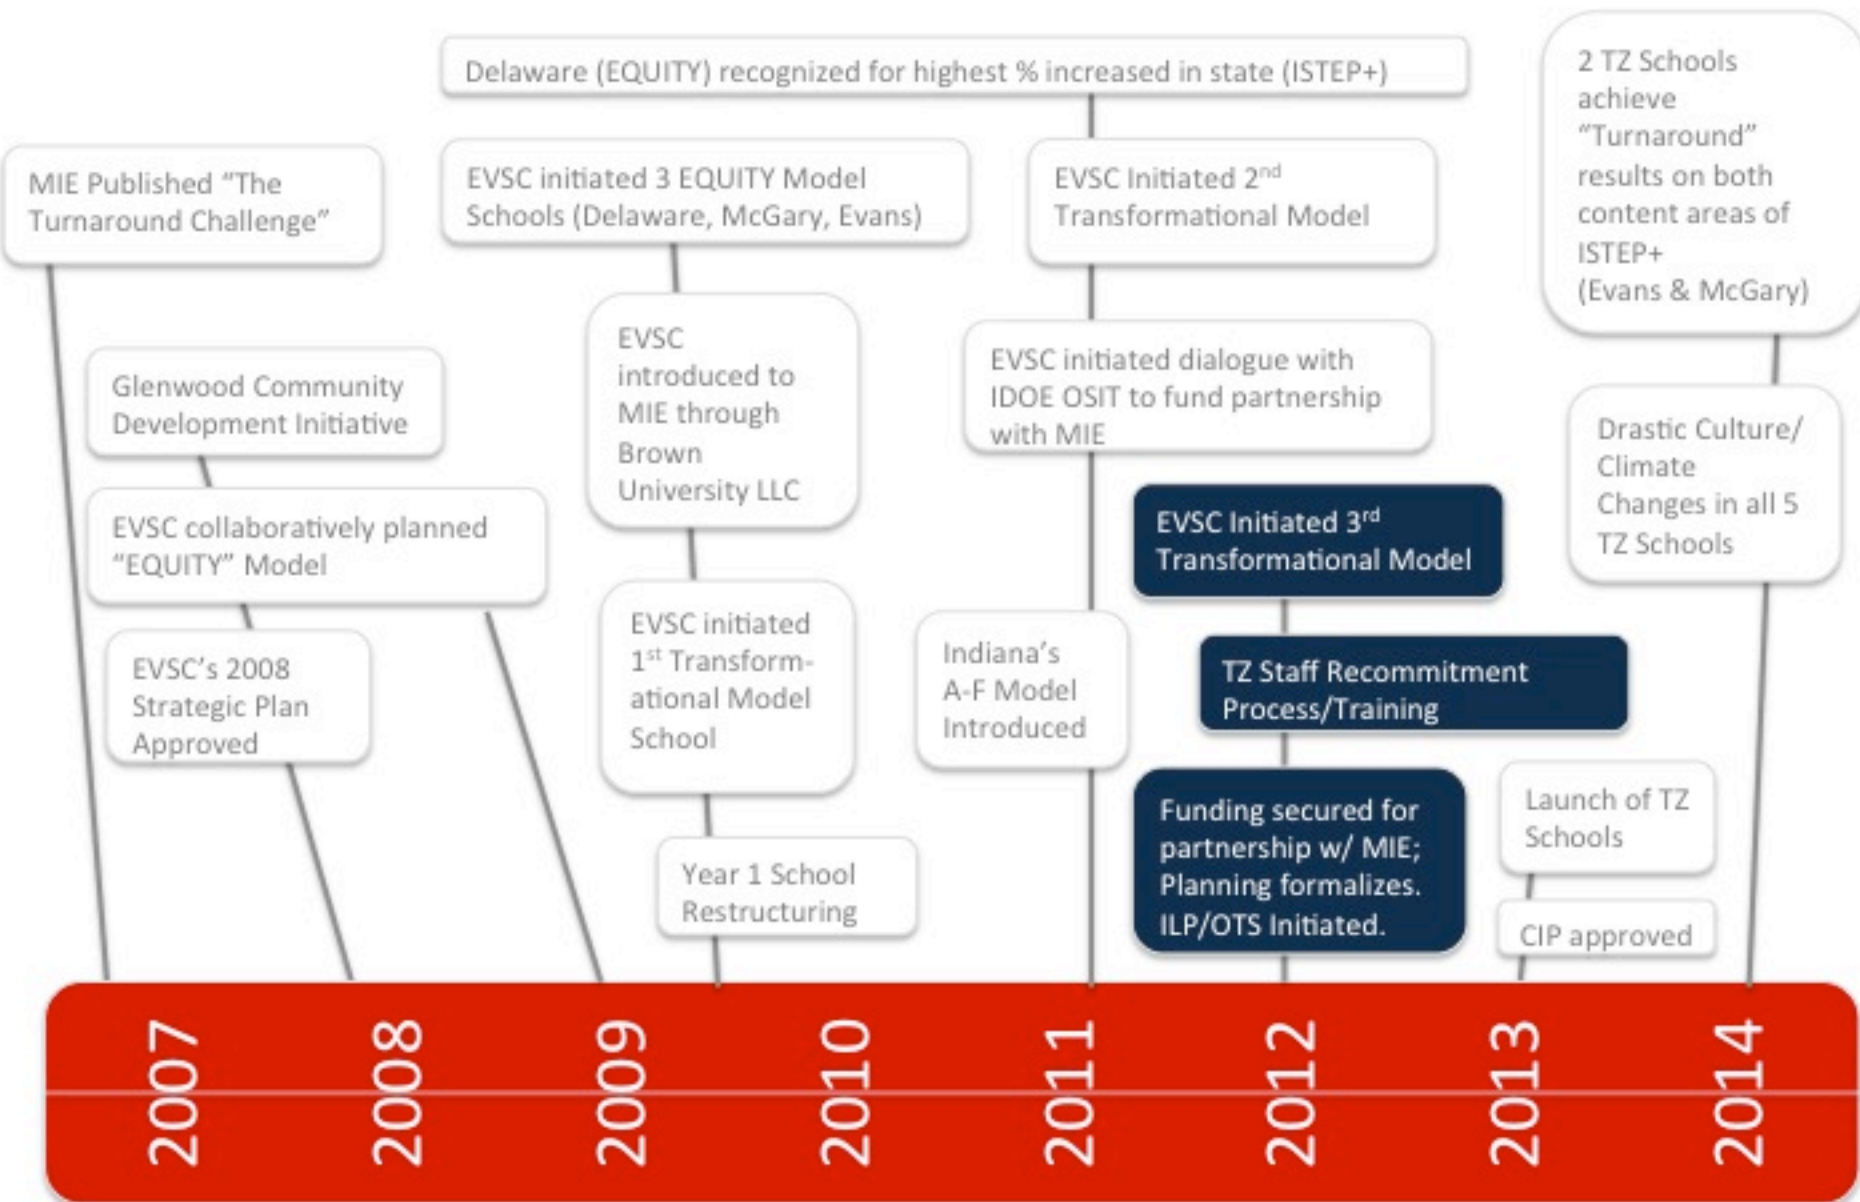 Delaware (EQUITY) recognized for highest % increased in state (ISTEP+)
2 TZ Schools
achieve
“Turnaround”
results on both
content areas of
ISTEP+
(Evans & McGary)
MIE Published “The
Turnaround Challenge”
EVSC initiated 3 EQUITY Model
Schools (Delaware, McGary, Evans)
EVSC Initiated 2nd
Transformational Model
Glenwood Community
Development Initiative
EVSC
introduced to
MIE through
Brown
University LLC
EVSC initiated dialogue with
IDOE OSIT to fund partnership
with MIE
Drastic Culture/
Climate
Changes in all 5
TZ Schools
EVSC collaboratively planned
“EQUITY” Model
EVSC Initiated 3rd
Transformational Model
EVSC’s 2008
Strategic Plan
Approved
EVSC initiated
1st Transform-
ational Model
School
Indiana’s
A-F Model
Introduced
TZ Staff Recommitment
Process/Training
Year 1 School
Restructuring
Funding secured for
partnership w/ MIE;
Planning formalizes.
ILP/OTS Initiated.
Launch of TZ
Schools
CIP approved
2007
2008
2009
2010
2011
2012
2013
2014